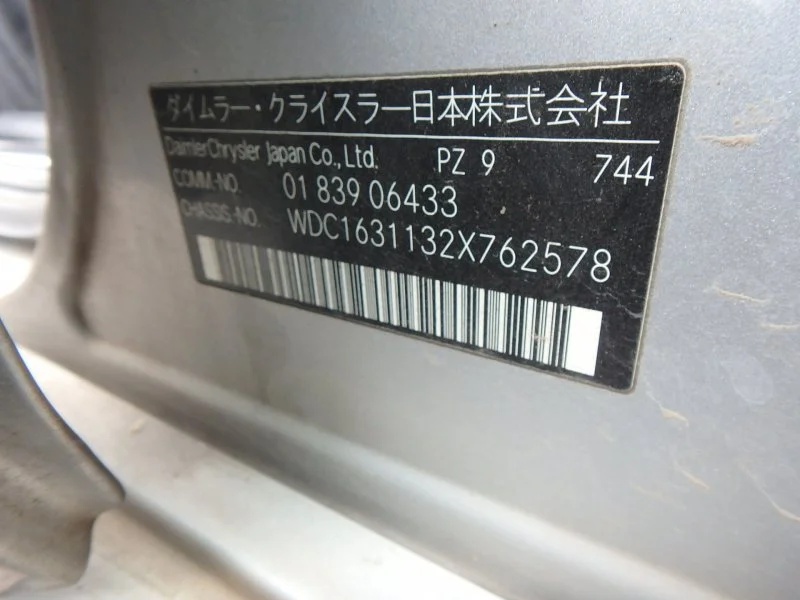 ダイムラー・クライスラー日本株式会社
DaimlerChrysler Japan Co., Ltd. PZ 9 744
COMM.-NO. 01 839 06433
CHASSIS-NO. WDC1631132X762578